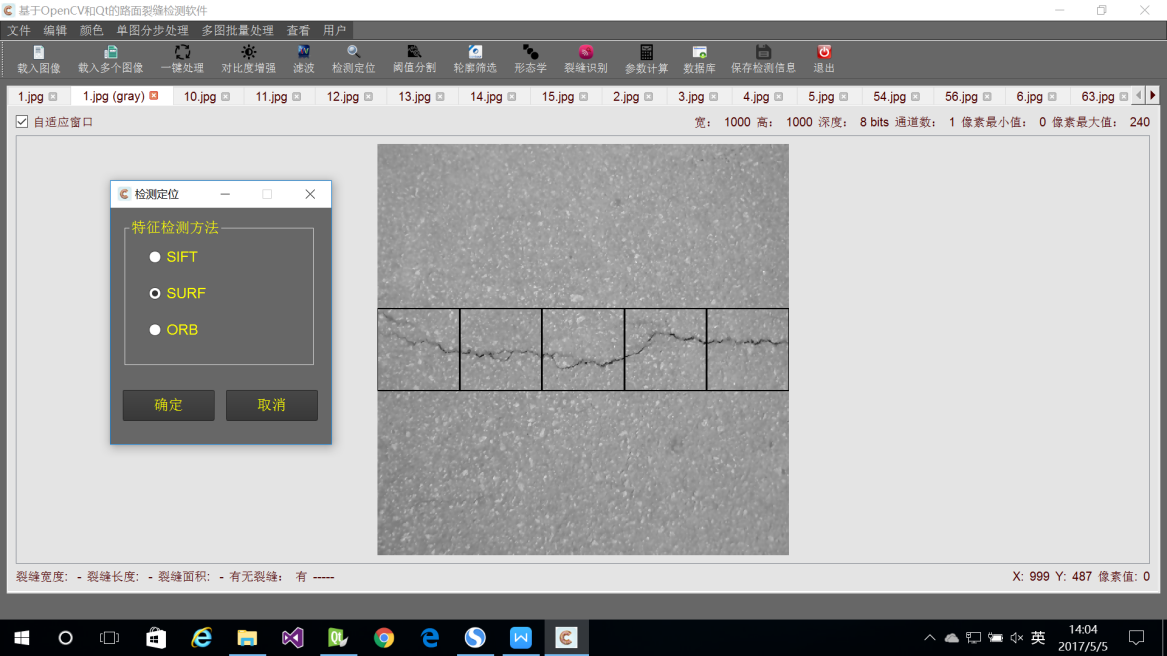 基于OpenCV和Qt的路面裂缝检测软件
文件 编辑 颜色 单图分步处理 多图批量处理 查看 用户
载入图像 载入多个图像 一键处理 对比度增强 滤波 检测定位 阈值分割 轮廓筛选 形态学 裂缝识别 参数计算 数据库 保存检测信息 退出
1.jpg 1.jpg (gray) 10.jpg 11.jpg 12.jpg 13.jpg 14.jpg 15.jpg 2.jpg 3.jpg 4.jpg 5.jpg 54.jpg 56.jpg 6.jpg 63.jpg
自适应窗口 宽: 1000 高: 1000 深度: 8 bits 通道数: 1 像素最小值: 0 像素最大值: 240
检测定位
特征检测方法
SIFT
SURF
ORB
确定 取消
裂缝宽度: - 裂缝长度: - 裂缝面积: - 有无裂缝: 有 -----
X: 999 Y: 487 像素值: 0
英
14:04
2017/5/5